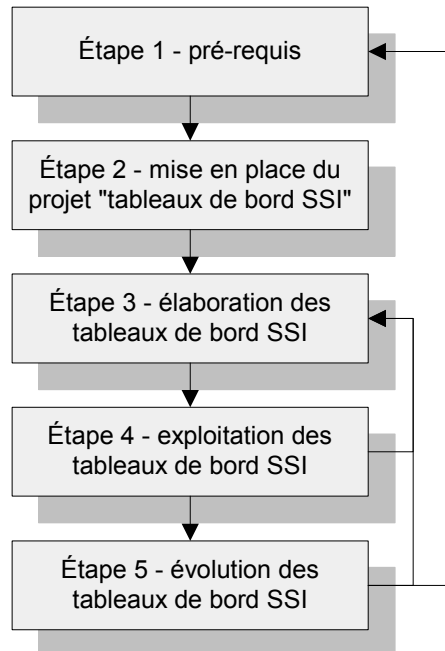 Étape 1 - pré-requis
Étape 2 - mise en place du
projet "tableaux de bord SSI"
Étape 3 - élaboration des
tableaux de bord SSI
Étape 4 - exploitation des
tableaux de bord SSI
Étape 5 - évolution des
tableaux de bord SSI